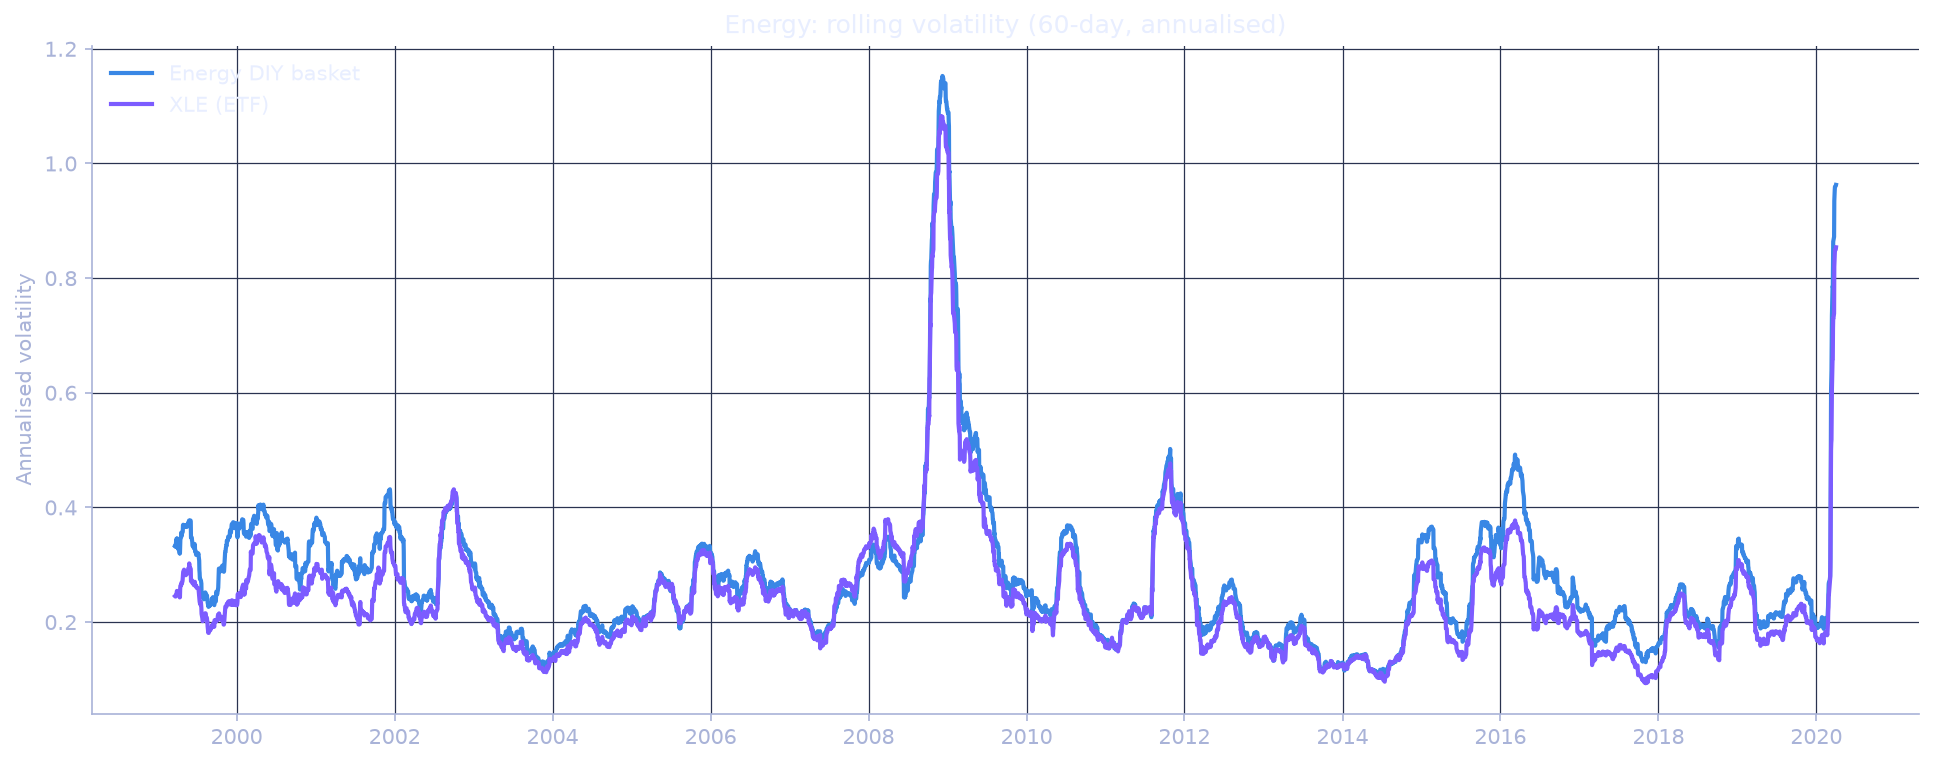 Energy: rolling volatility (60-day, annualised)
Energy DIY basket
XLE (ETF)
Annualised volatility
1.2
1.0
0.8
0.6
0.4
0.2
2000 2002 2004 2006 2008 2010 2012 2014 2016 2018 2020